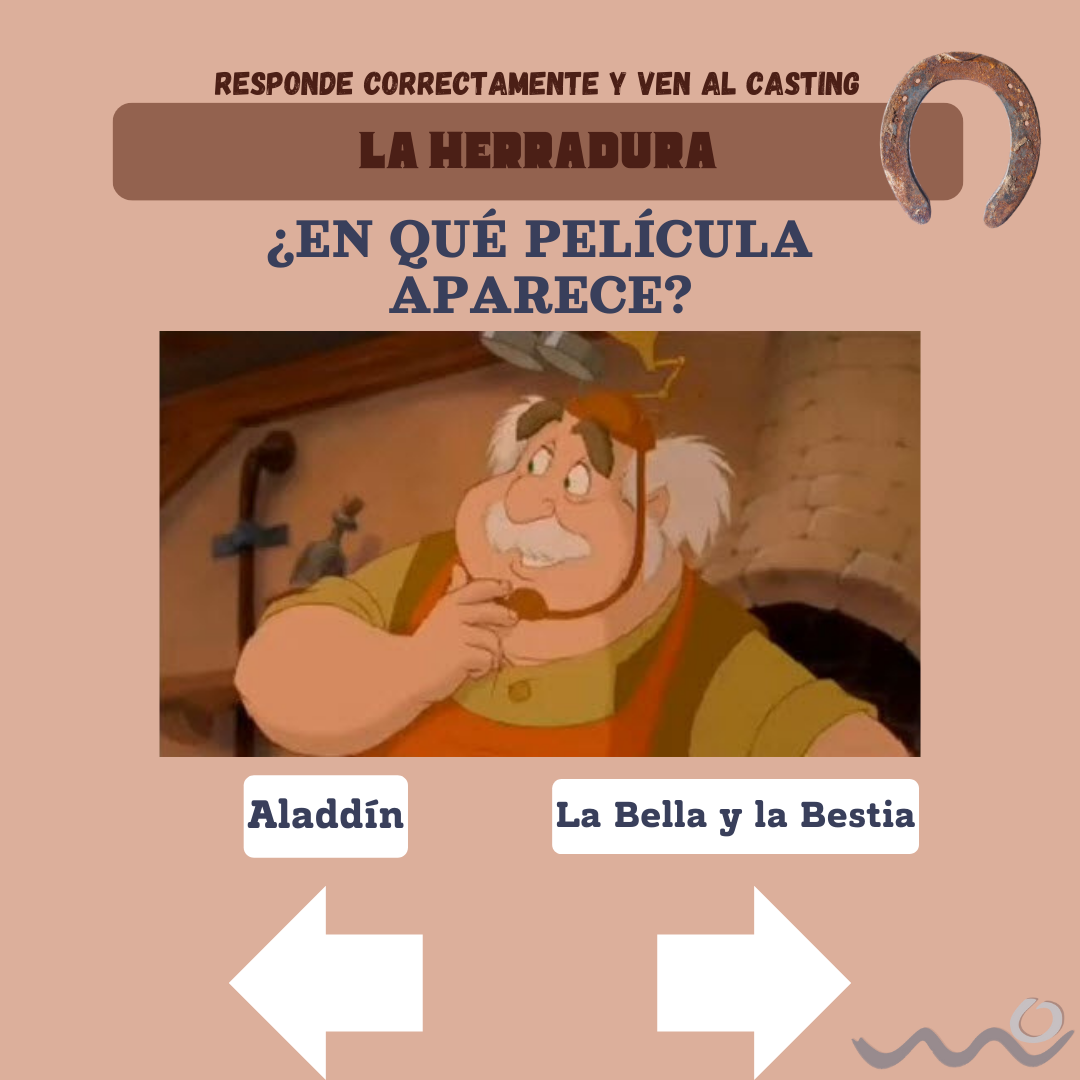 RESPONDE CORRECTAMENTE Y VEN AL CASTING
LA HERRADURA
¿EN QUÉ PELÍCULA
APARECE?
Aladdín
La Bella y la Bestia